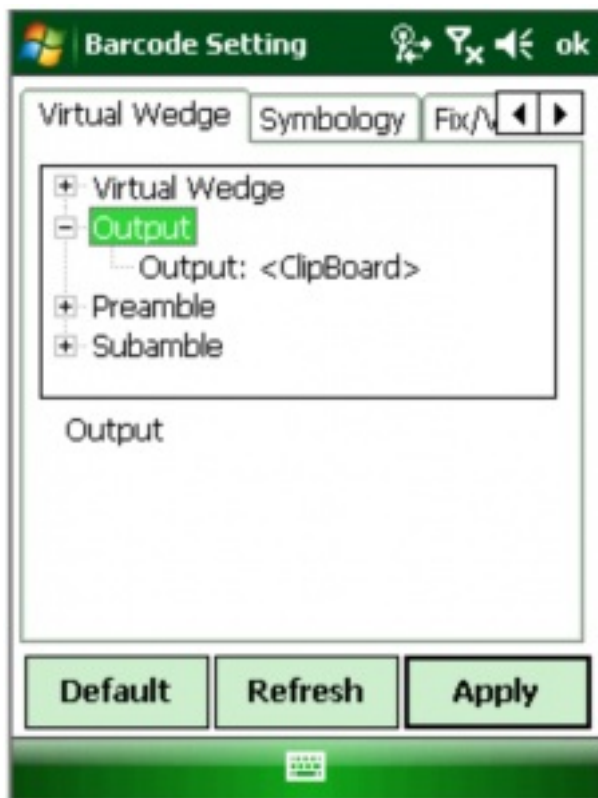 Barcode Setting ok
Virtual Wedge Symbology Fix/
Virtual Wedge
Output
Output: <ClipBoard>
Preamble
Subamble
Output
Default Refresh Apply